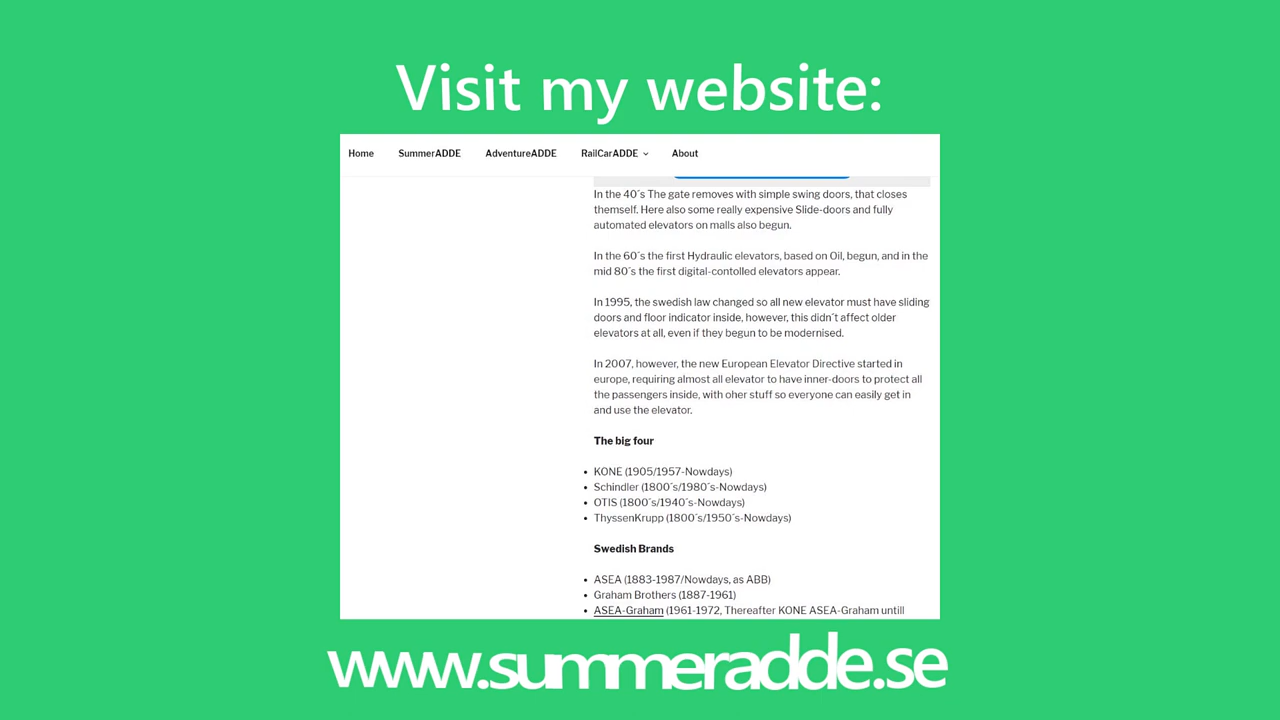 Visit my website:
Home SummerADDE AdventureADDE RailCarADDE About
In the 40´s The gate removes with simple swing doors, that closes
themself. Here also some really expensive Slide-doors and fully
automated elevators on malls also begun.
In the 60´s the first Hydraulic elevators, based on Oil, begun, and in the
mid 80´s the first digital-contolled elevators appear.
In 1995, the swedish law changed so all new elevator must have sliding
doors and floor indicator inside, however, this didn´t affect older
elevators at all, even if they begun to be modernised.
In 2007, however, the new European Elevator Directive started in
europe, requiring almost all elevator to have inner-doors to protect all
the passengers inside, with oher stuff so everyone can easily get in
and use the elevator.
The big four
• KONE (1905/1957-Nowdays)
• Schindler (1800´s/1980´s-Nowdays)
• OTIS (1800´s/1940´s-Nowdays)
• ThyssenKrupp (1800´s/1950´s-Nowdays)
Swedish Brands
• ASEA (1883-1987/Nowdays, as ABB)
• Graham Brothers (1887-1961)
• ASEA-Graham (1961-1972, Thereafter KONE ASEA-Graham untill
www.summeradde.se